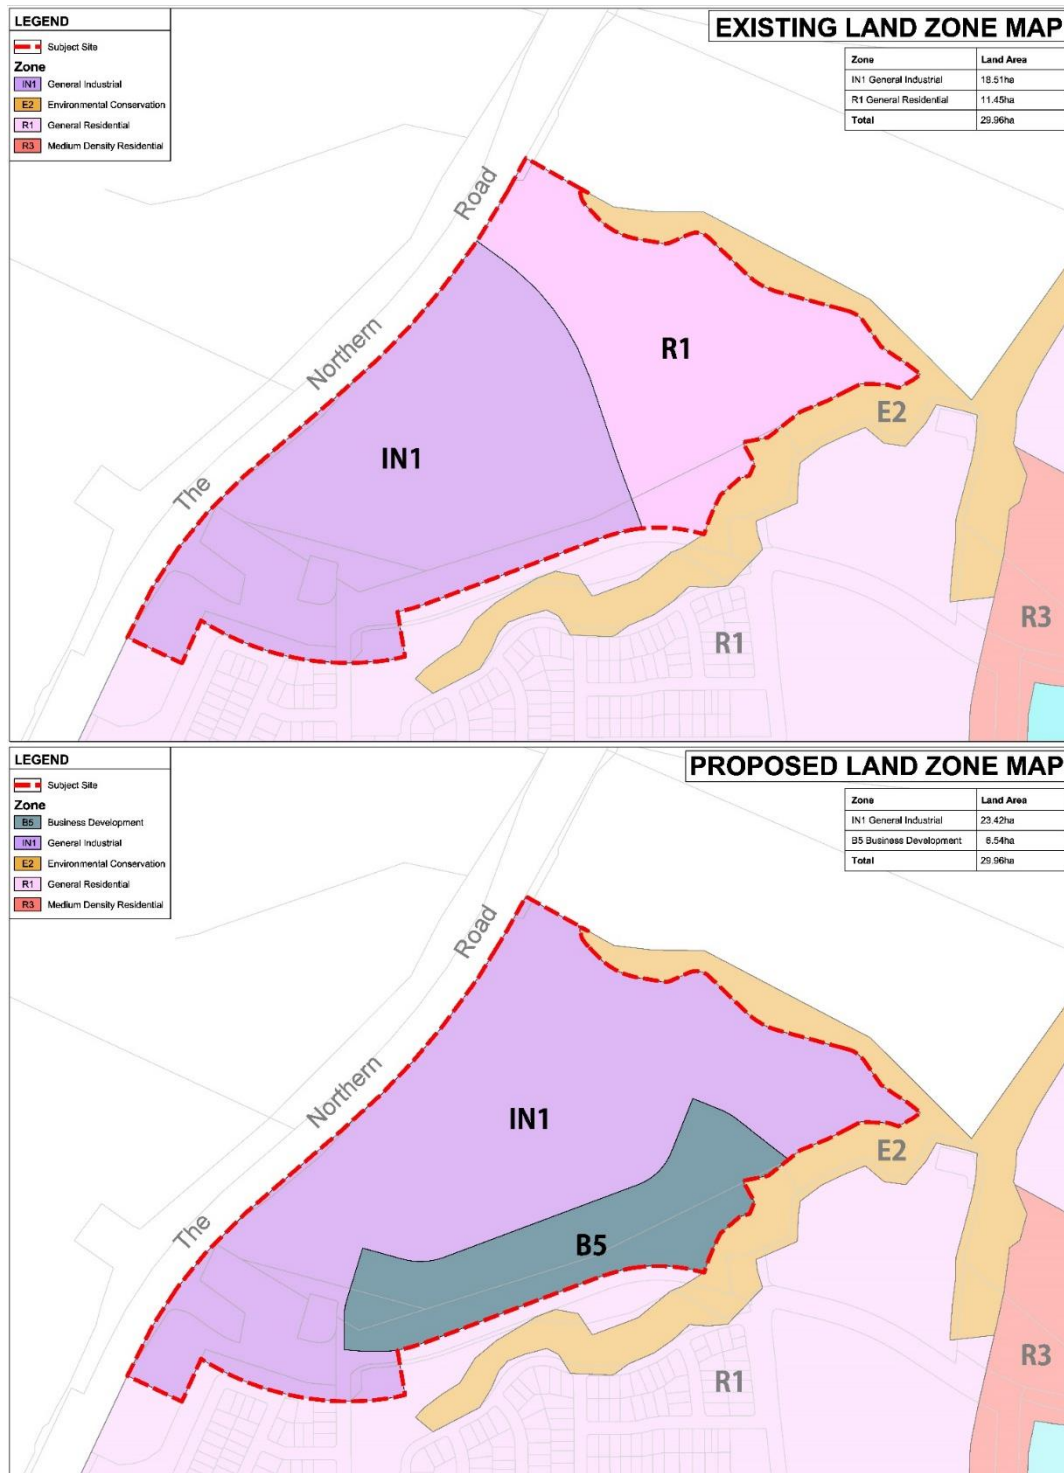 LEGEND
Subject Site
Zone
IN1 General Industrial
E2 Environmental Conservation
R1 General Residential
R3 Medium Density Residential
EXISTING LAND ZONE MAP
Zone Land Area
IN1 General Industrial 18.51ha
R1 General Residential 11.45ha
Total 29.96ha
Road
Northern
The
R1
IN1
E2
R1
R3
LEGEND
Subject Site
Zone
B5 Business Development
IN1 General Industrial
E2 Environmental Conservation
R1 General Residential
R3 Medium Density Residential
PROPOSED LAND ZONE MAP
Zone Land Area
IN1 General Industrial 23.42ha
B5 Business Development 6.54ha
Total 29.96ha
Road
Northern
The
IN1
E2
B5
R1
R3